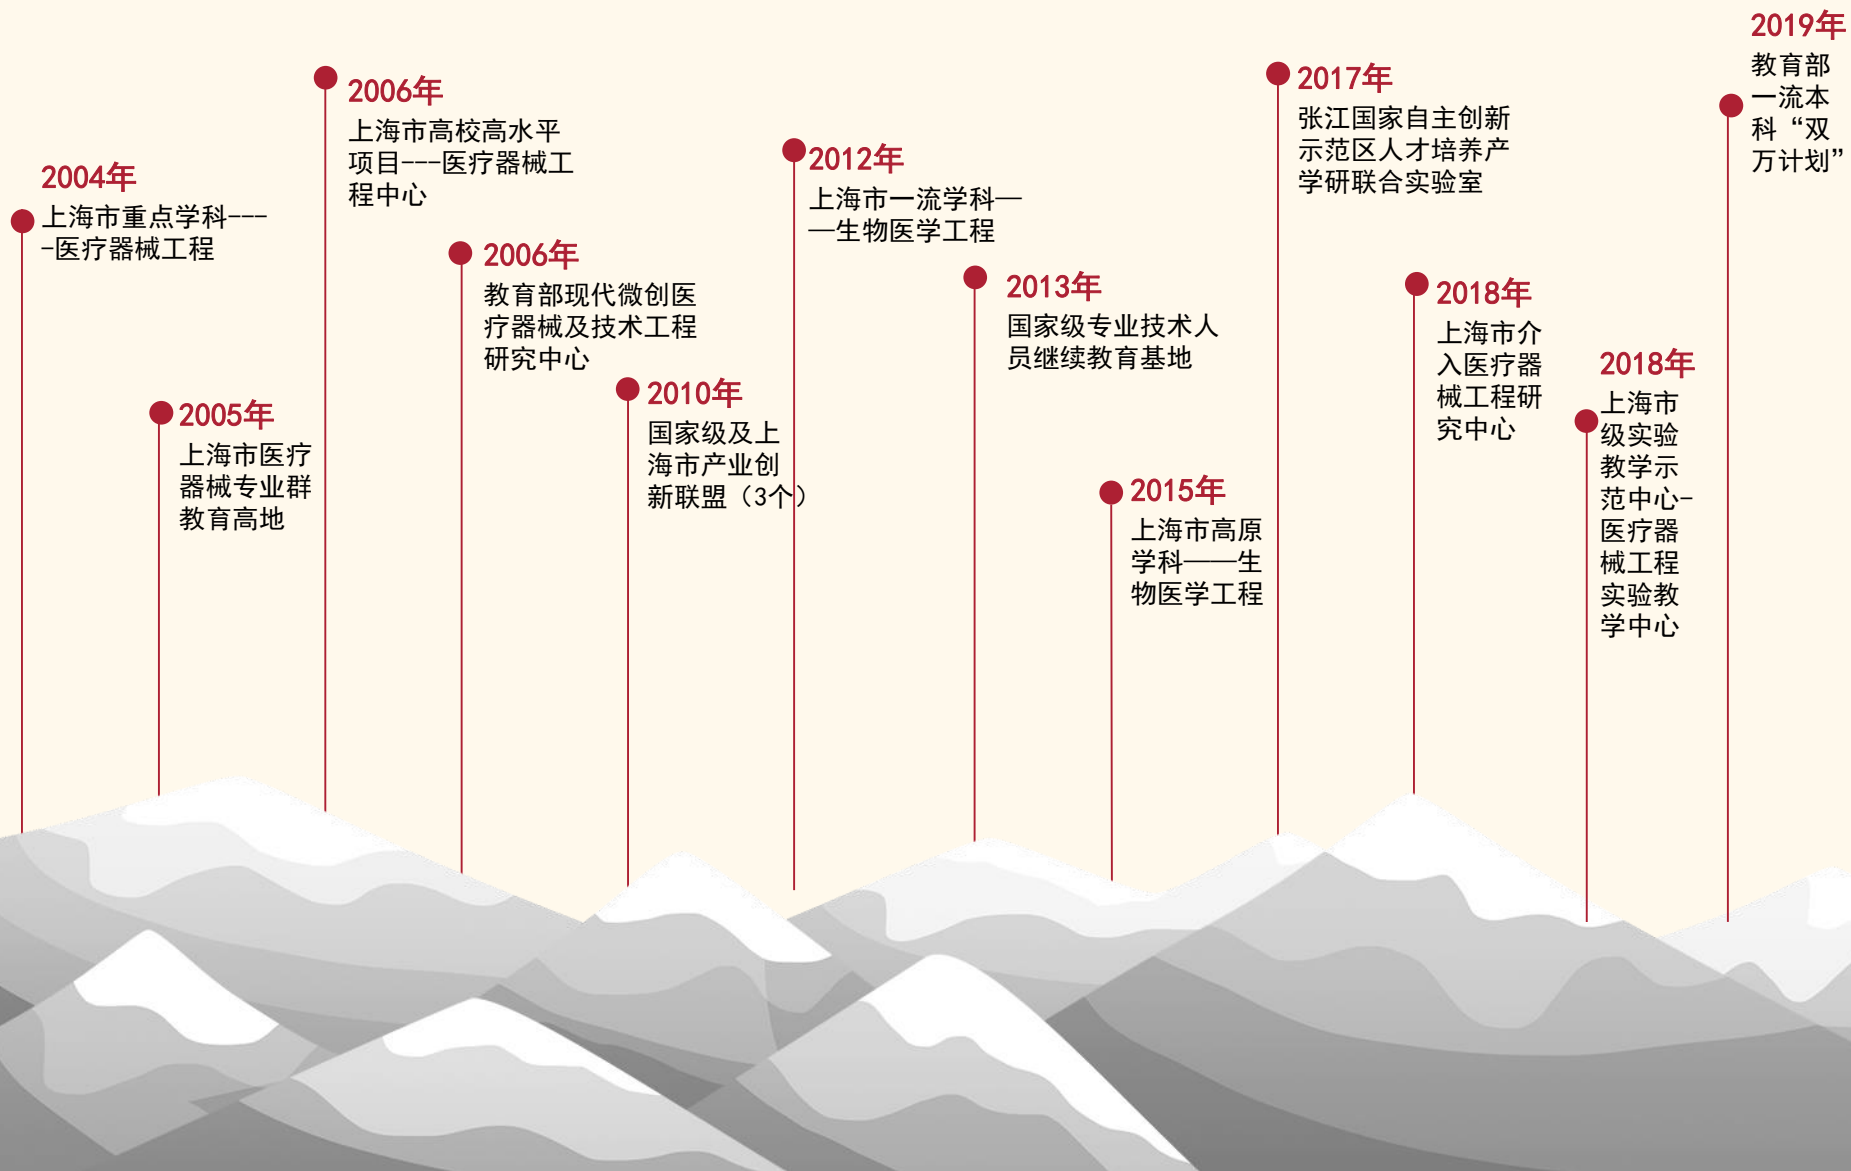 2004年
上海市重点学科---
-医疗器械工程
2005年
上海市医疗
器械专业群
教育高地
2006年
上海市高校高水平
项目---医疗器械工
程中心
2006年
教育部现代微创医
疗器械及技术工程
研究中心
2010年
国家级及上
海市产业创
新联盟（3个）
2012年
上海市一流学科—
—生物医学工程
2013年
国家级专业技术人
员继续教育基地
2015年
上海市高原
学科——生
物医学工程
2017年
张江国家自主创新
示范区人才培养产
学研联合实验室
2018年
上海市介
入医疗器
械工程研
究中心
2018年
上海市
级实验
教学示
范中心-
医疗器
械工程
实验教
学中心
2019年
教育部
一流本
科“双
万计划”